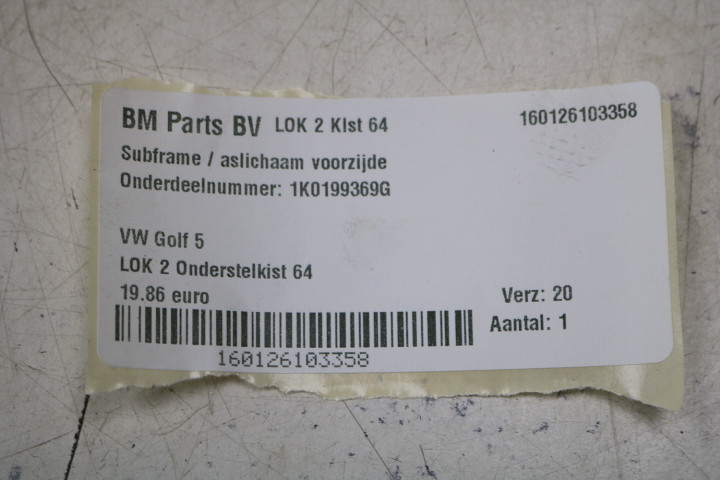 BM Parts BV LOK 2 KIst 64 160126103358
Subframe / aslichaam voorzijde
Onderdeelnummer: 1K0199369G
VW Golf 5
LOK 2 Onderstelkist 64
19.86 euro Verz: 20
Aantal: 1
160126103358